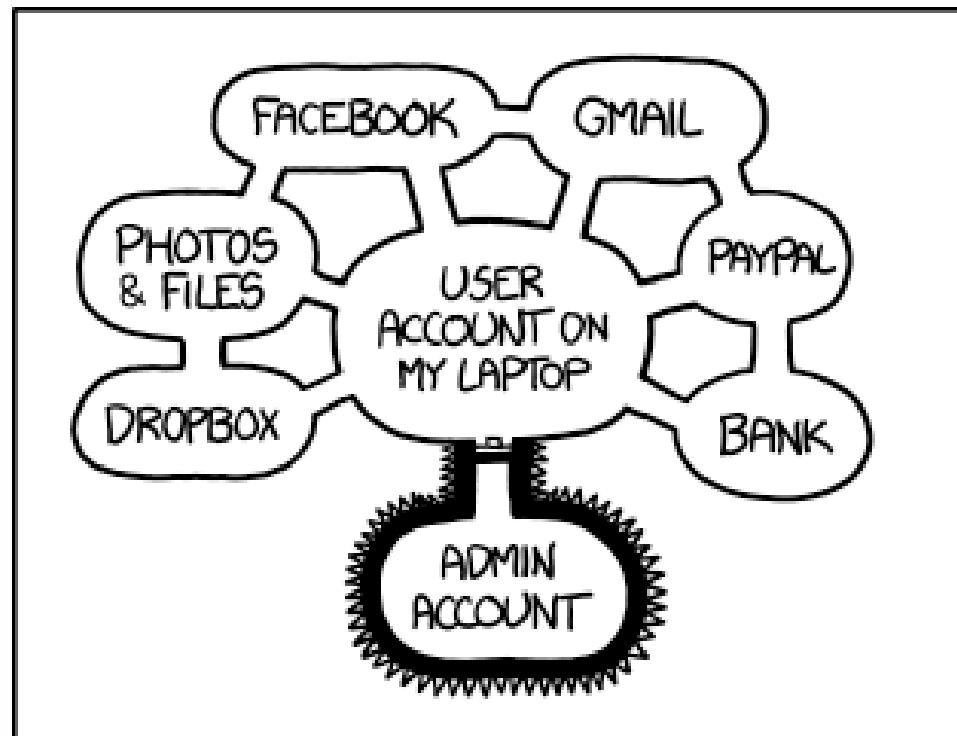 FACEBOOK
GMAIL
PHOTOS
& FILES
USER
ACCOUNT ON
MY LAPTOP
PAYPAL
DROPBOX
BANK
ADMIN
ACCOUNT